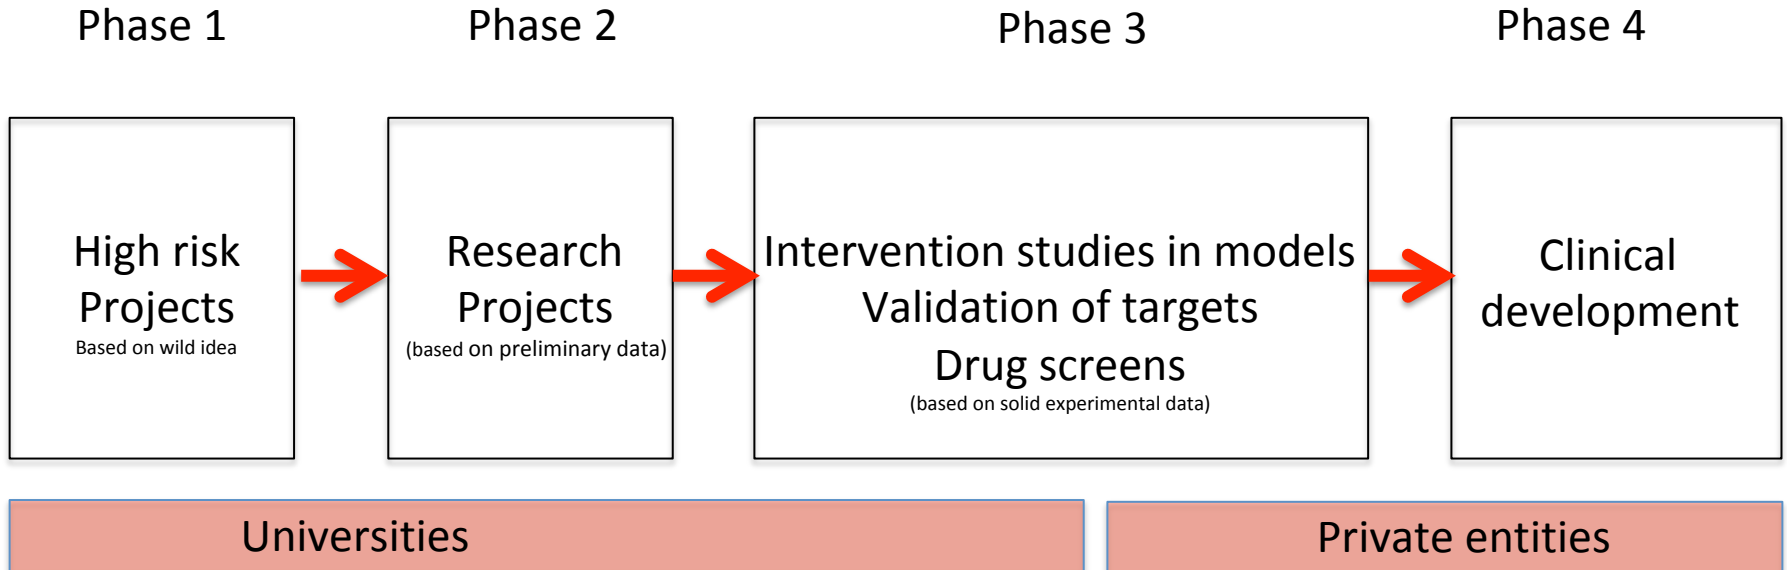 Phase 1
Phase 2
Phase 3
Phase 4
High risk
Projects
Based on wild idea
Research
Projects
(based on preliminary data)
Intervention studies in models
Validation of targets
Drug screens
(based on solid experimental data)
Clinical
development
Universities
Private entities